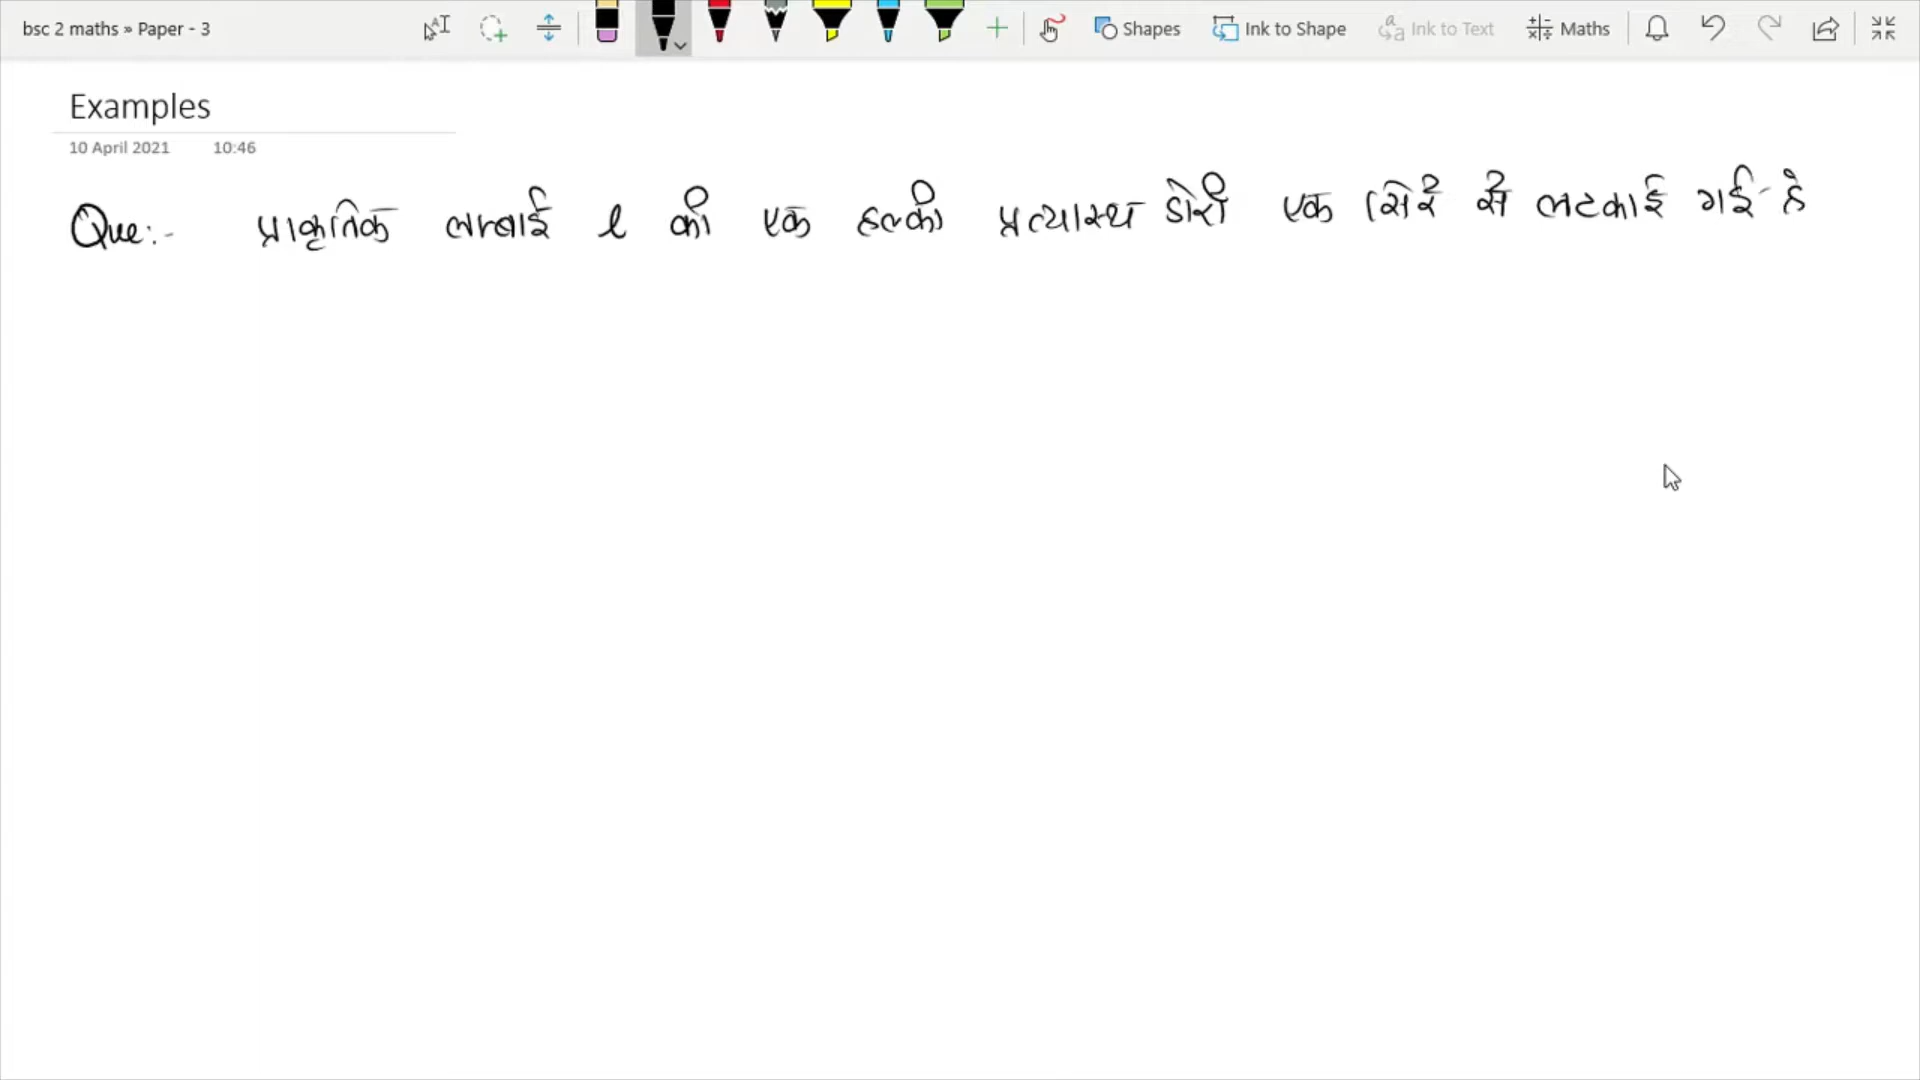 bsc 2 maths » Paper - 3 Shapes Ink to Shape Ink to Text Maths
Examples
10 April 2021 10:46
Que:- प्राकृतिक लम्बाई l की एक हल्की प्रत्यास्थ डोरी एक सिरे से लटकाई गई है